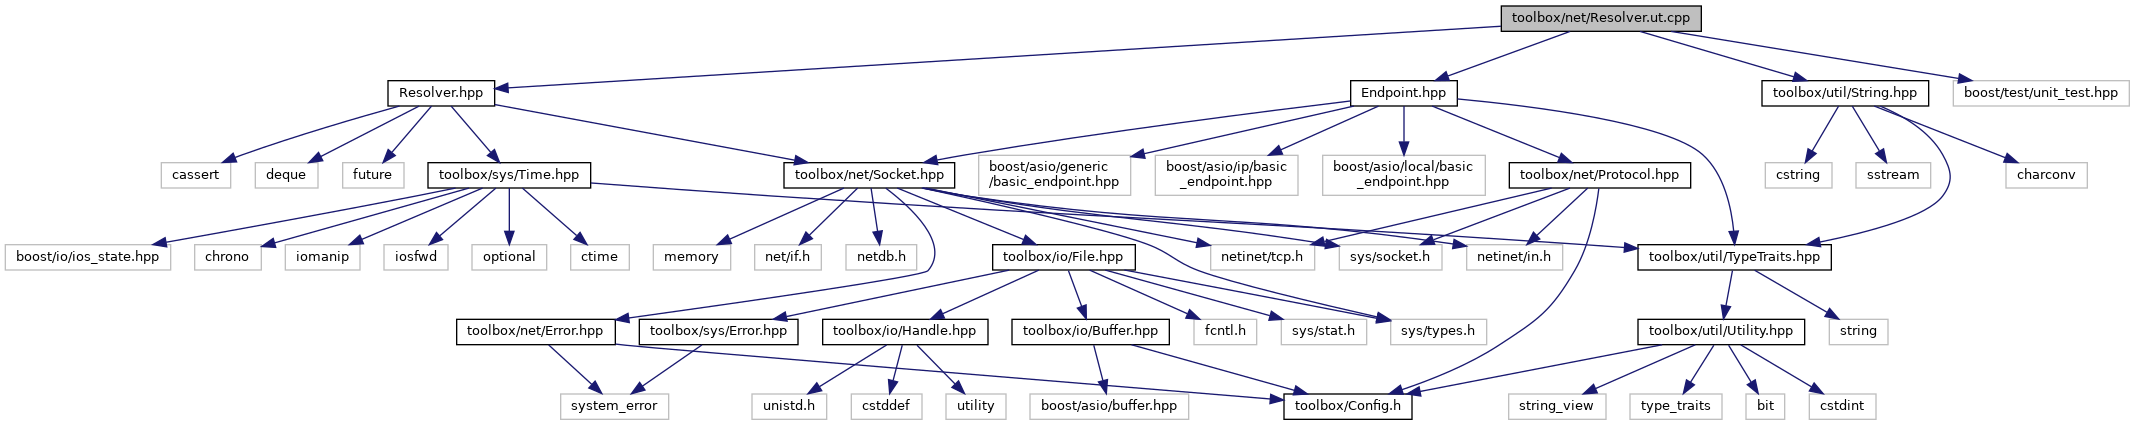 toolbox/net/Resolver.ut.cpp
Resolver.hpp
Endpoint.hpp
toolbox/util/String.hpp
boost/test/unit_test.hpp
cassert
deque
future
toolbox/sys/Time.hpp
toolbox/net/Socket.hpp
boost/asio/generic
/basic_endpoint.hpp
boost/asio/ip/basic
_endpoint.hpp
boost/asio/local/basic
_endpoint.hpp
toolbox/net/Protocol.hpp
cstring
sstream
charconv
boost/io/ios_state.hpp
chrono
iomanip
iosfwd
optional
ctime
memory
net/if.h
netdb.h
toolbox/io/File.hpp
netinet/tcp.h
sys/socket.h
netinet/in.h
toolbox/util/TypeTraits.hpp
toolbox/net/Error.hpp
toolbox/sys/Error.hpp
toolbox/io/Handle.hpp
toolbox/io/Buffer.hpp
fcntl.h
sys/stat.h
sys/types.h
toolbox/util/Utility.hpp
string
system_error
unistd.h
cstddef
utility
boost/asio/buffer.hpp
toolbox/Config.h
string_view
type_traits
bit
cstdint